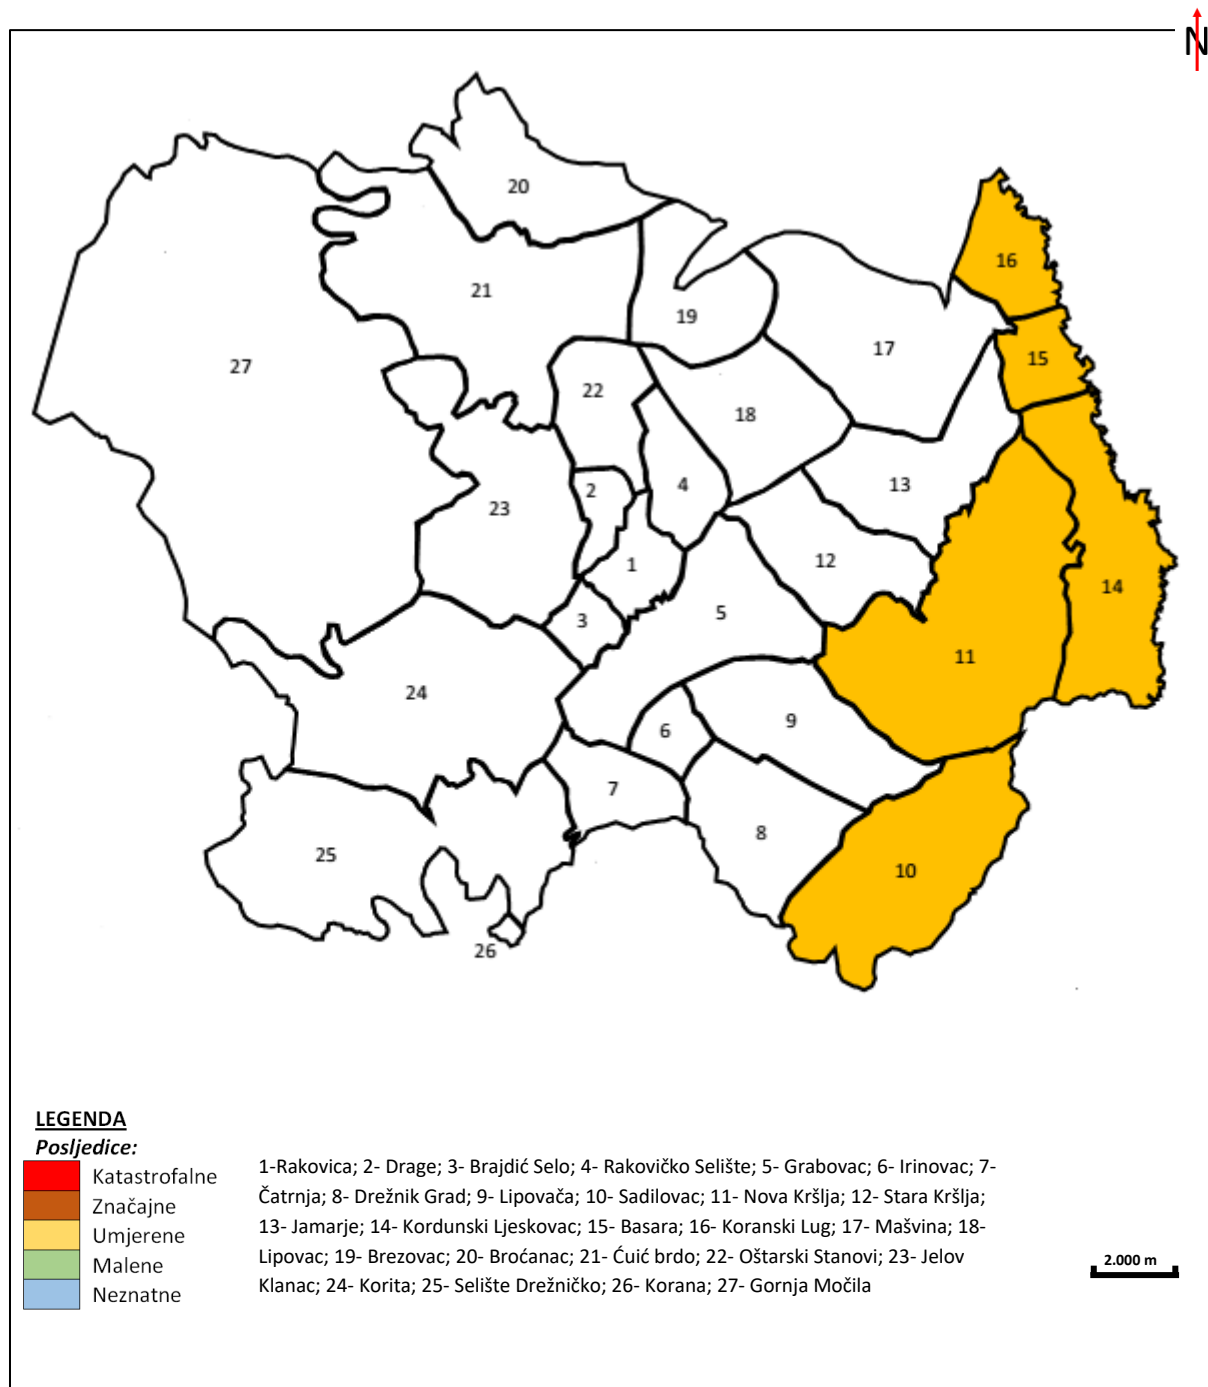 N
20
16
21
19
15
17
27
22
18
2
4
13
23
12
1
14
3
5
11
24
9
6
7
8
25
10
26
LEGENDA
Posljedice:
Katastrofalne
Značajne
Umjerene
Malene
Neznatne
1-Rakovica; 2- Drage; 3- Brajdić Selo; 4- Rakovičko Selište; 5- Grabovac; 6- Irinovac; 7-
Čatrnja; 8- Drežnik Grad; 9- Lipovača; 10- Sadilovac; 11- Nova Kršlja; 12- Stara Kršlja;
13- Jamarje; 14- Kordunski Ljeskovac; 15- Basara; 16- Koranski Lug; 17- Mašvina; 18-
Lipovac; 19- Brezovac; 20- Broćanac; 21- Ćuić brdo; 22- Oštarski Stanovi; 23- Jelov
Klanac; 24- Korita; 25- Selište Drežničko; 26- Korana; 27- Gornja Močila
2.000 m